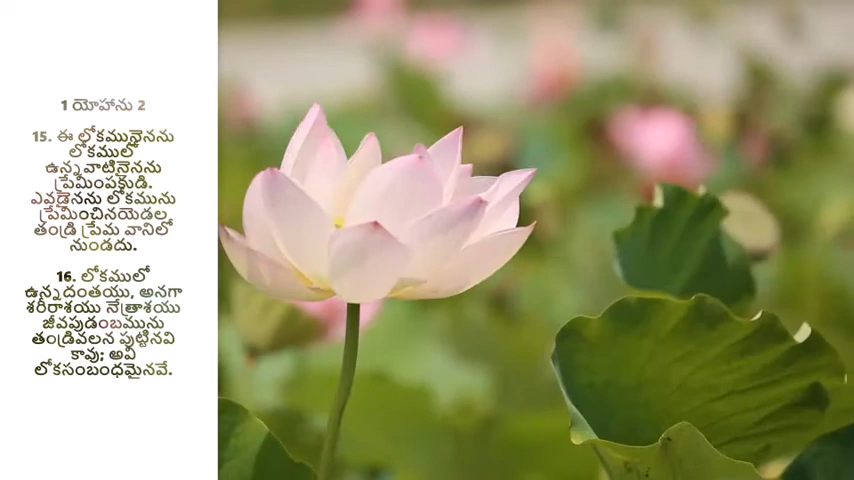 1 యోహాను 2
15. ఈ లోకమునైనను
లోకములో
ఉన్నవాటినైనను
ప్రేమింపకుడి.
ఎవడైనను లోకమును
ప్రేమించినయెడల
తండ్రి ప్రేమ వానిలో
నుండదు.
16. లోకములో
ఉన్నదంతయు, అనగా
శరీరాశయు నేత్రాశయు
జీవపుడంబమును
తండ్రివలన పుట్టినవి
కావు; అవి
లోకసంబంధమైనవే.